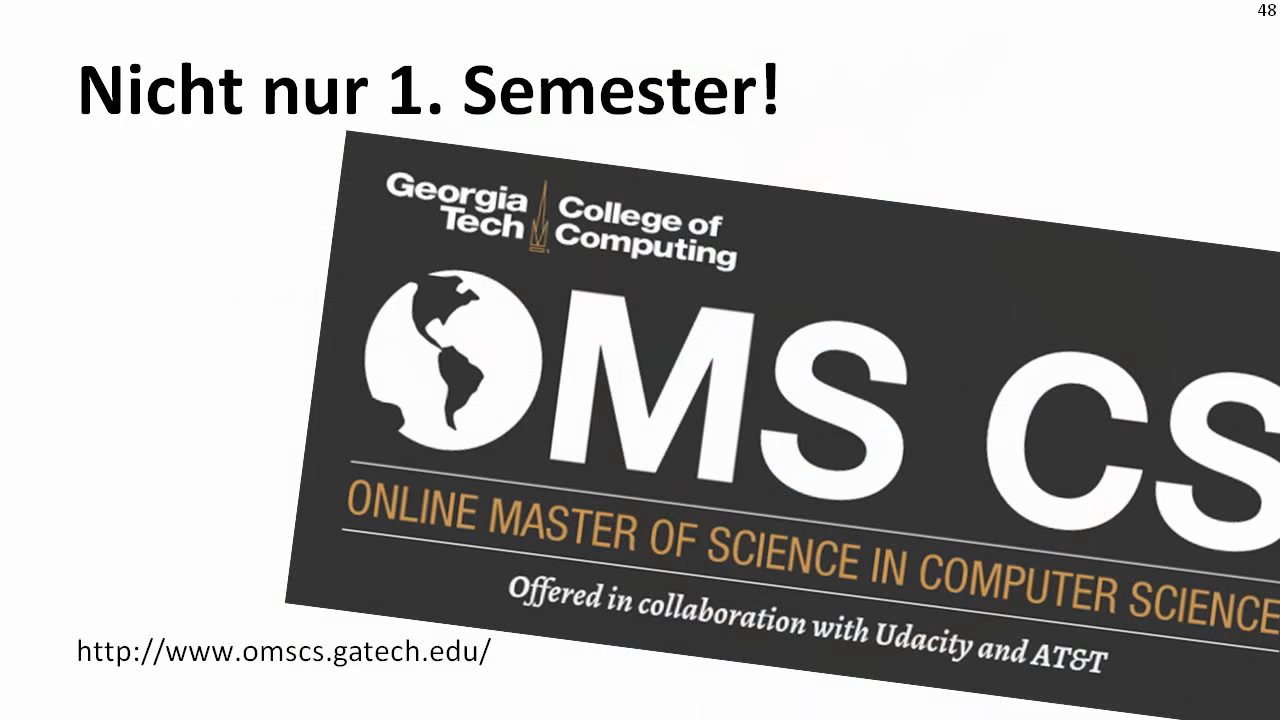 48
Nicht nur 1. Semester!
Georgia Tech
College of Computing
OMS CS
ONLINE MASTER OF SCIENCE IN COMPUTER SCIENCE
Offered in collaboration with Udacity and AT&T
http://www.omscs.gatech.edu/